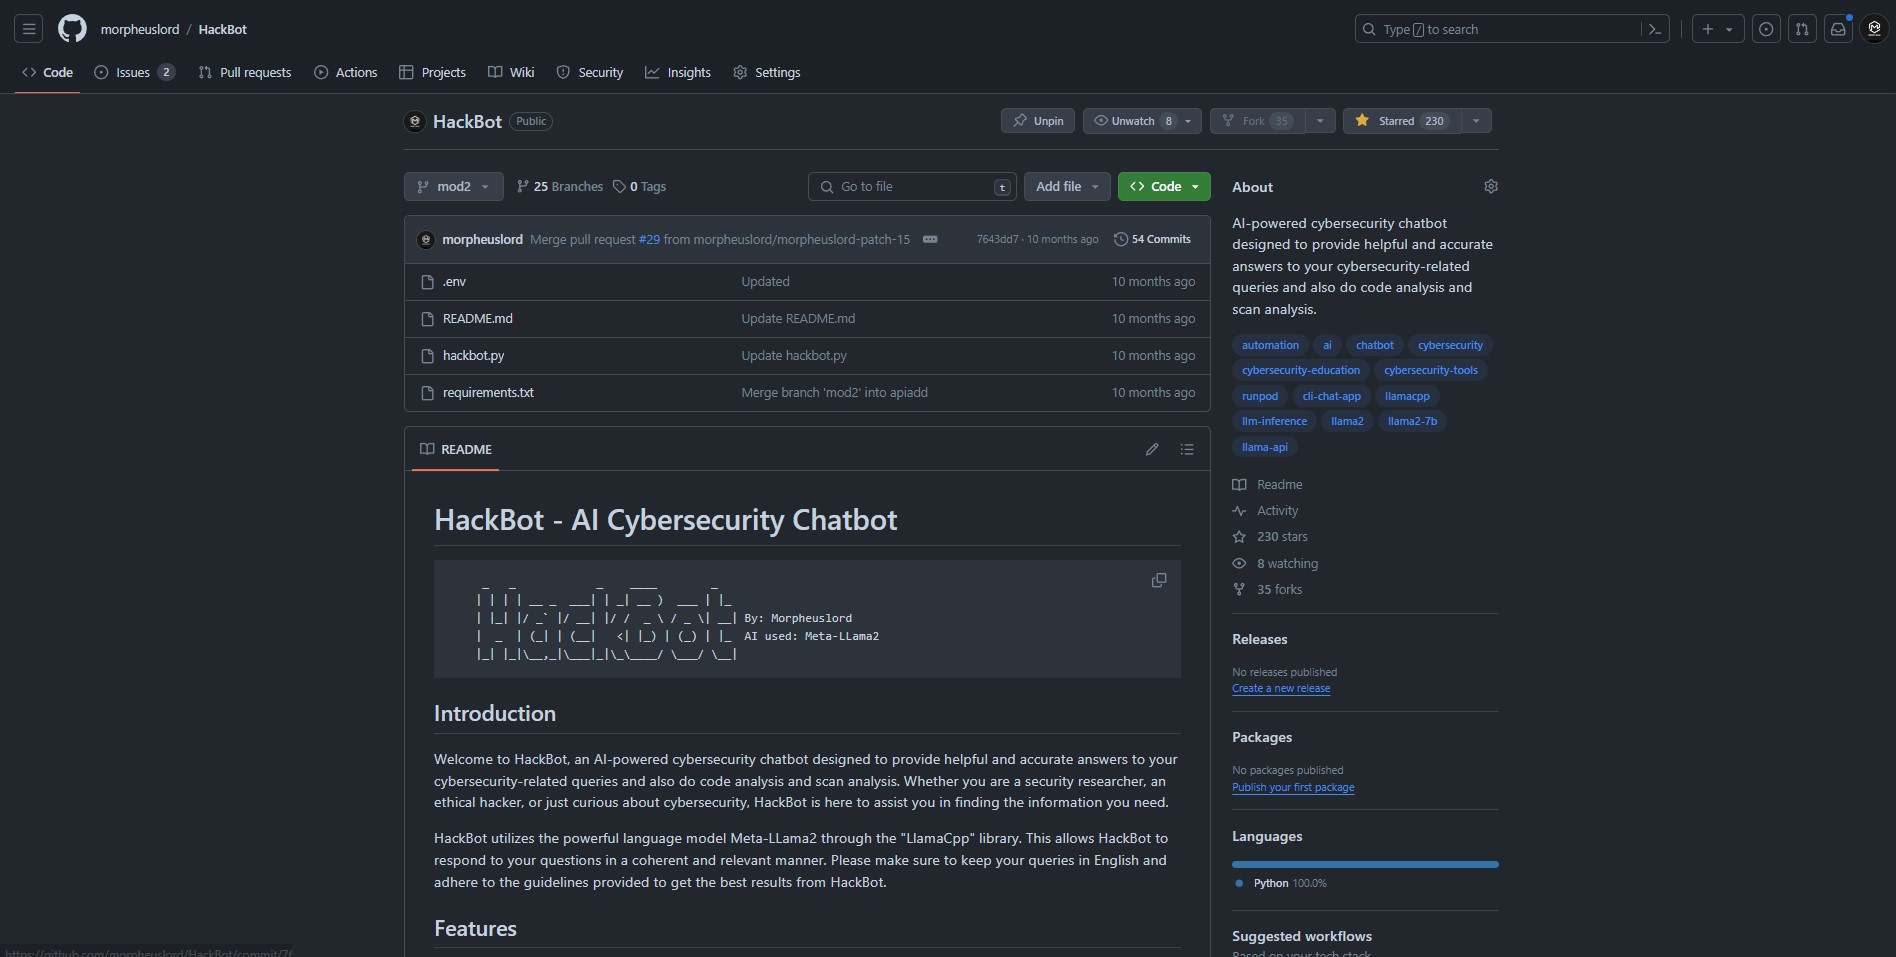 morpheuslord / HackBot
Type / to search
Code
Issues 2
Pull requests
Actions
Projects
Wiki
Security
Insights
Settings
HackBot Public
Unpin
Unwatch 8
Fork 35
Starred 230
mod2
25 Branches
0 Tags
Go to file t
Add file
Code
morpheuslord Merge pull request #29 from morpheuslord/morpheuslord-patch-15
7643dd7 · 10 months ago
54 Commits
.env Updated 10 months ago
README.md Update README.md 10 months ago
hackbot.py Update hackbot.py 10 months ago
requirements.txt Merge branch 'mod2' into apiadd 10 months ago
README
HackBot - AI Cybersecurity Chatbot
HackBot
By: Morpheuslord
AI used: Meta-LLama2
Introduction
Welcome to HackBot, an AI-powered cybersecurity chatbot designed to provide helpful and accurate answers to your
cybersecurity-related queries and also do code analysis and scan analysis. Whether you are a security researcher, an
ethical hacker, or just curious about cybersecurity, HackBot is here to assist you in finding the information you need.
HackBot utilizes the powerful language model Meta-LLama2 through the "LlamaCpp" library. This allows HackBot to
respond to your questions in a coherent and relevant manner. Please make sure to keep your queries in English and
adhere to the guidelines provided to get the best results from HackBot.
Features
About
AI-powered cybersecurity chatbot
designed to provide helpful and accurate
answers to your cybersecurity-related
queries and also do code analysis and
scan analysis.
automation ai chatbot cybersecurity
cybersecurity-education cybersecurity-tools
runpod cli-chat-app llamacpp
llm-inference llama2 llama2-7b
llama-api
Readme
Activity
230 stars
8 watching
35 forks
Releases
No releases published
Create a new release
Packages
No packages published
Publish your first package
Languages
Python 100.0%
Suggested workflows
Based on your tech stack
https://github.com/morpheuslord/HackBot/commit/7f